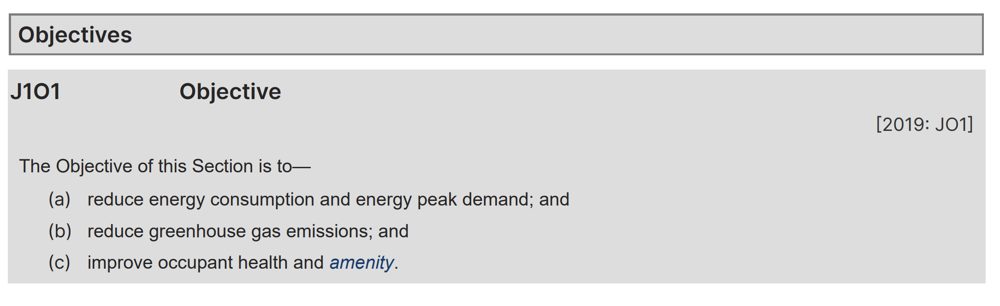 Objectives
J1O1 Objective
[2019: JO1]
The Objective of this Section is to—
(a) reduce energy consumption and energy peak demand; and
(b) reduce greenhouse gas emissions; and
(c) improve occupant health and amenity.